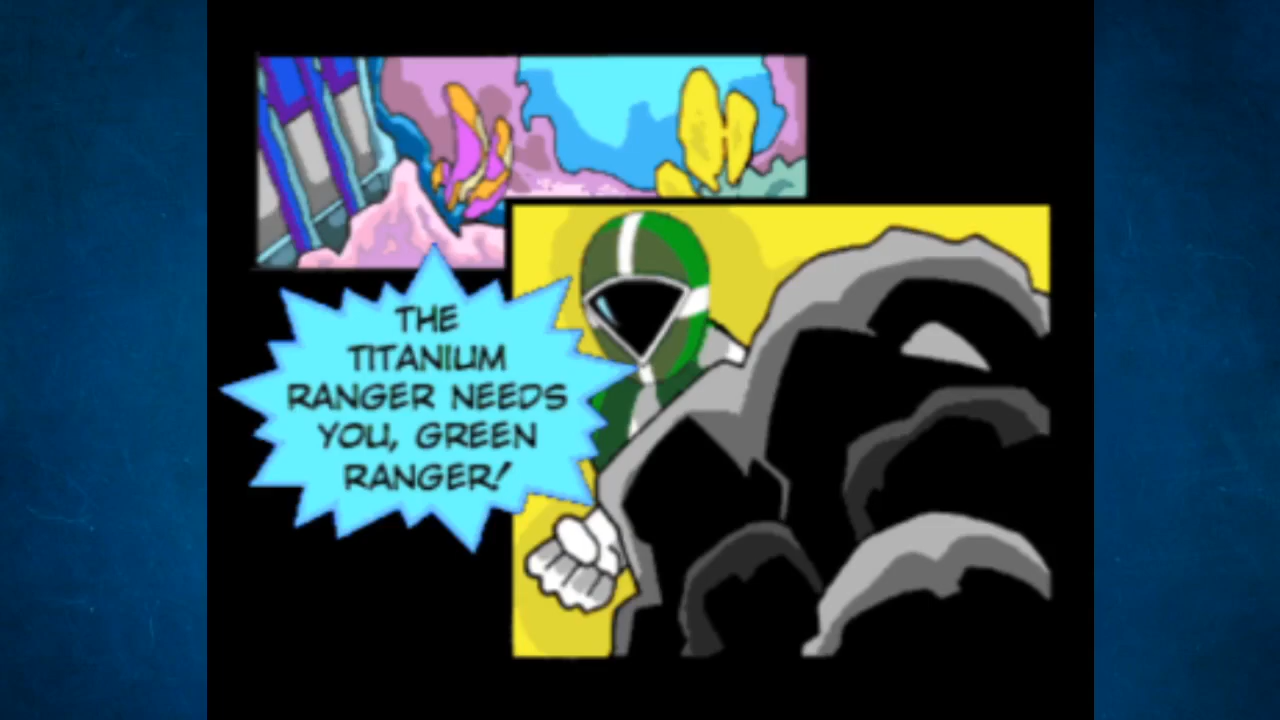 THE
TITANIUM
RANGER NEEDS
YOU, GREEN
RANGER!